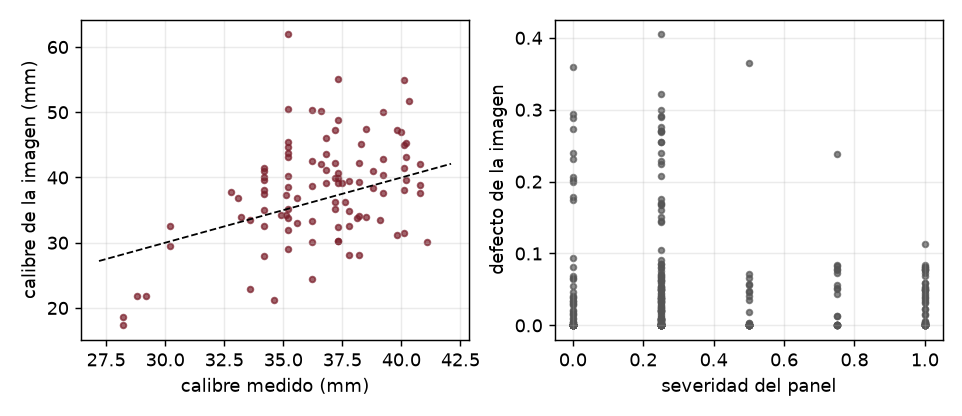 calibre de la imagen (mm)
60
50
40
30
20
27.5 30.0 32.5 35.0 37.5 40.0 42.5
calibre medido (mm)
defecto de la imagen
0.4
0.3
0.2
0.1
0.0
0.0 0.2 0.4 0.6 0.8 1.0
severidad del panel